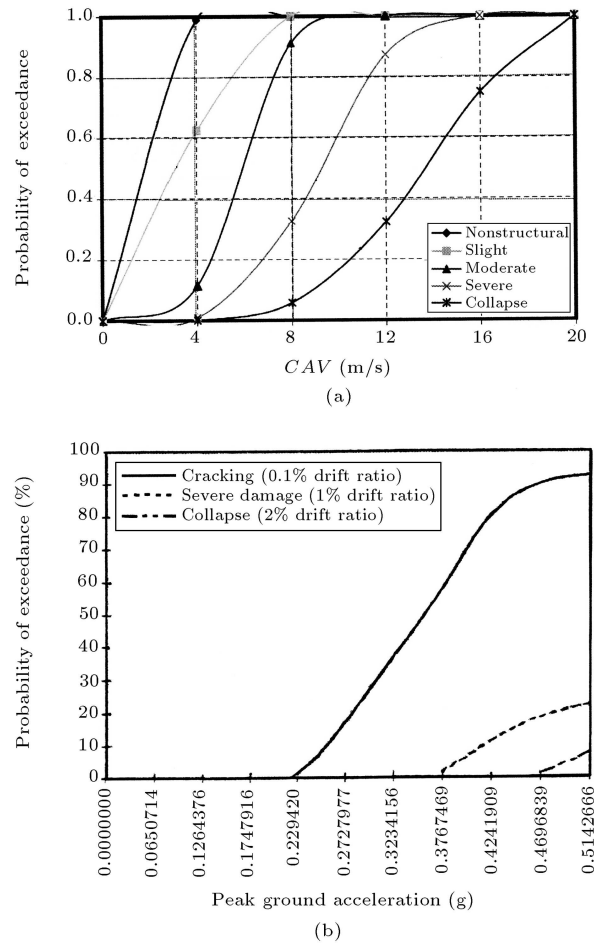 Probability of exceedance
1.0
0.8
0.6
0.4
0.2
0.0
Nonstructural
Slight
Moderate
Severe
Collapse
0 4 8 12 16 20
CAV (m/s)
(a)
Probability of exceedance (%)
100
90
80
70
60
50
40
30
20
10
0
Cracking (0.1% drift ratio)
Severe damage (1% drift ratio)
Collapse (2% drift ratio)
0.0000000
0.0650714
0.1264376
0.1747916
0.229420
0.2727977
0.3234156
0.3767469
0.4241909
0.4696839
0.5142666
Peak ground acceleration (g)
(b)